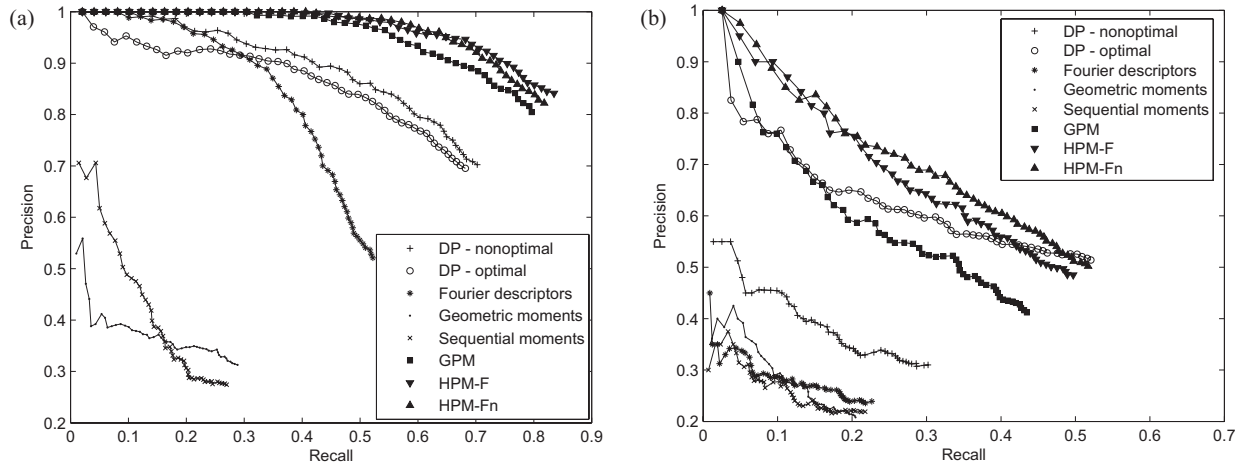 (a)
1
0.9
0.8
0.7
0.6
0.5
0.4
0.3
0.2
Precision
0 0.1 0.2 0.3 0.4 0.5 0.6 0.7 0.8 0.9
Recall
DP - nonoptimal
DP - optimal
Fourier descriptors
Geometric moments
Sequential moments
GPM
HPM-F
HPM-Fn
(b)
1
0.9
0.8
0.7
0.6
0.5
0.4
0.3
0.2
Precision
0 0.1 0.2 0.3 0.4 0.5 0.6 0.7
Recall
DP - nonoptimal
DP - optimal
Fourier descriptors
Geometric moments
Sequential moments
GPM
HPM-F
HPM-Fn